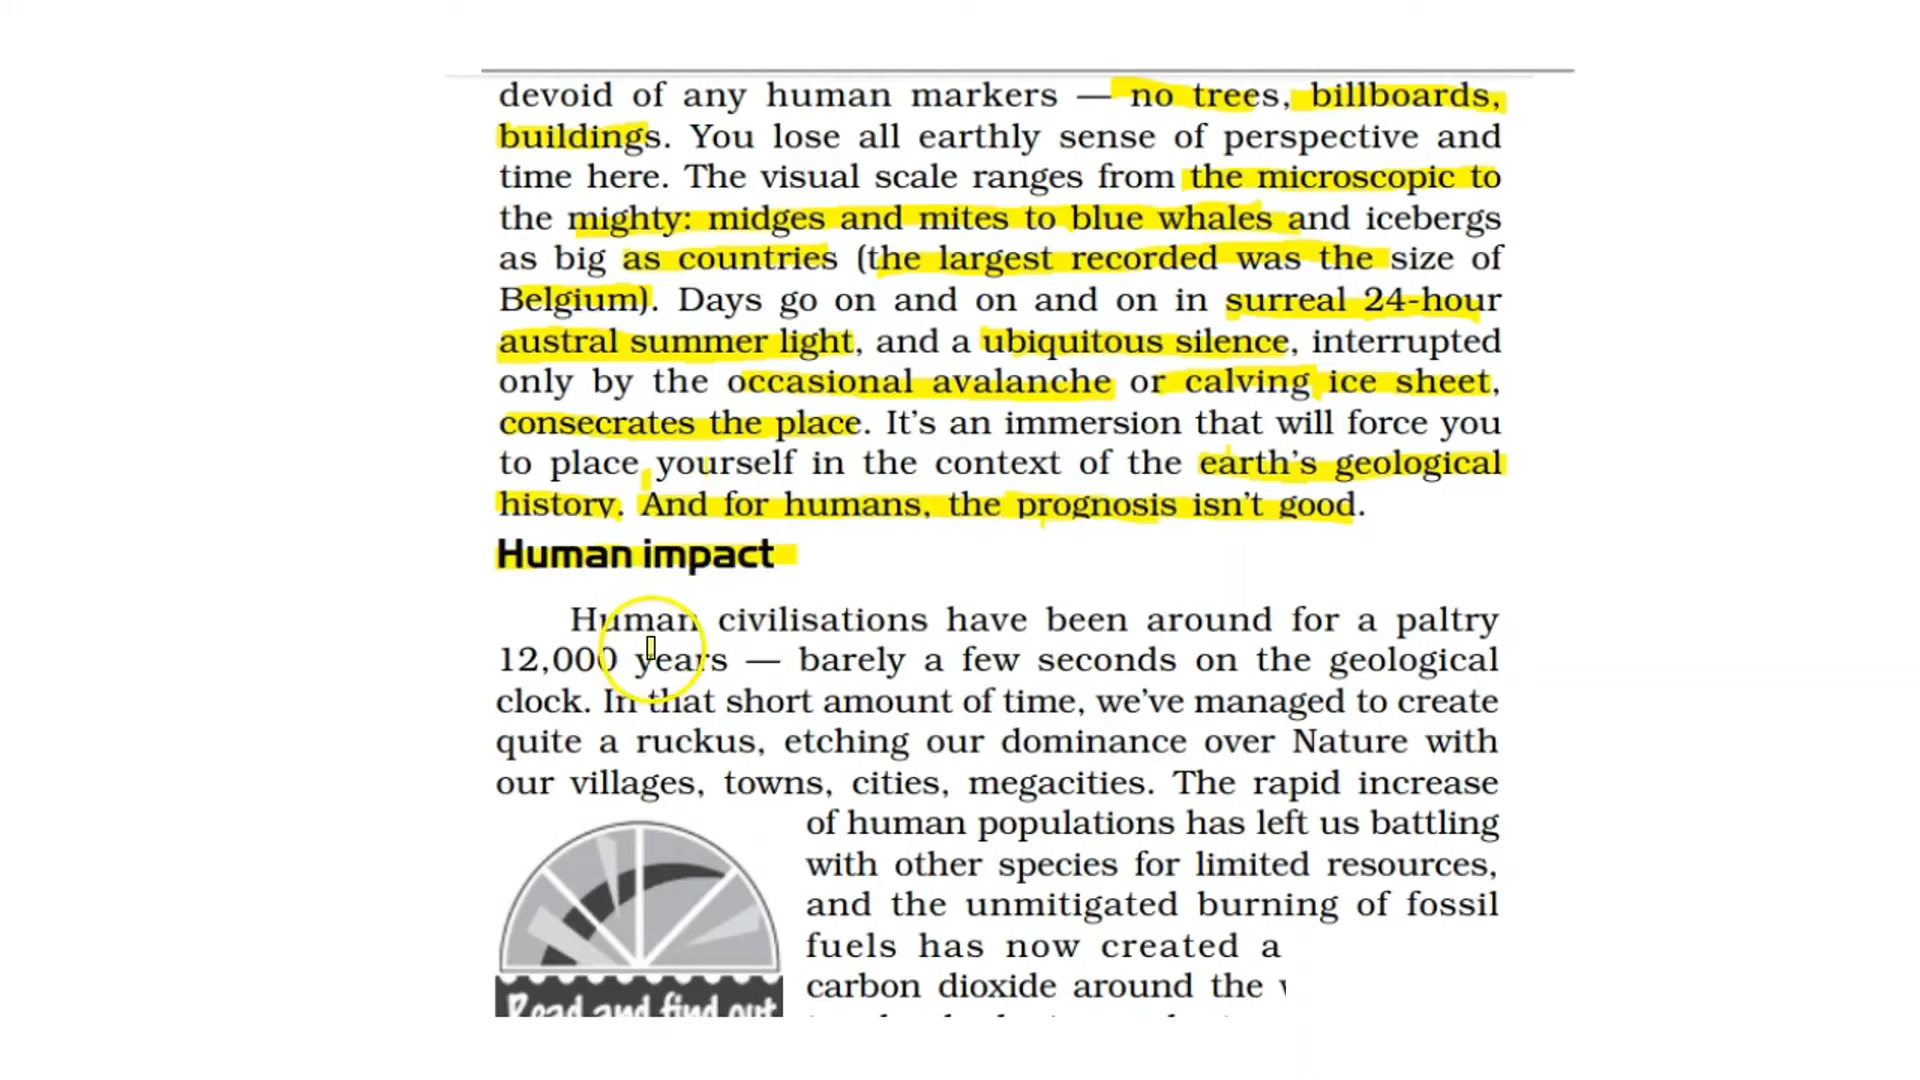 devoid of any human markers — no trees, billboards,
buildings. You lose all earthly sense of perspective and
time here. The visual scale ranges from the microscopic to
the mighty: midges and mites to blue whales and icebergs
as big as countries (the largest recorded was the size of
Belgium). Days go on and on and on in surreal 24-hour
austral summer light, and a ubiquitous silence, interrupted
only by the occasional avalanche or calving ice sheet,
consecrates the place. It's an immersion that will force you
to place yourself in the context of the earth's geological
history. And for humans, the prognosis isn't good.
Human impact
Human civilisations have been around for a paltry
12,000 years — barely a few seconds on the geological
clock. In that short amount of time, we've managed to create
quite a ruckus, etching our dominance over Nature with
our villages, towns, cities, megacities. The rapid increase
of human populations has left us battling
with other species for limited resources,
and the unmitigated burning of fossil
fuels has now created a
carbon dioxide around the
Read and find out